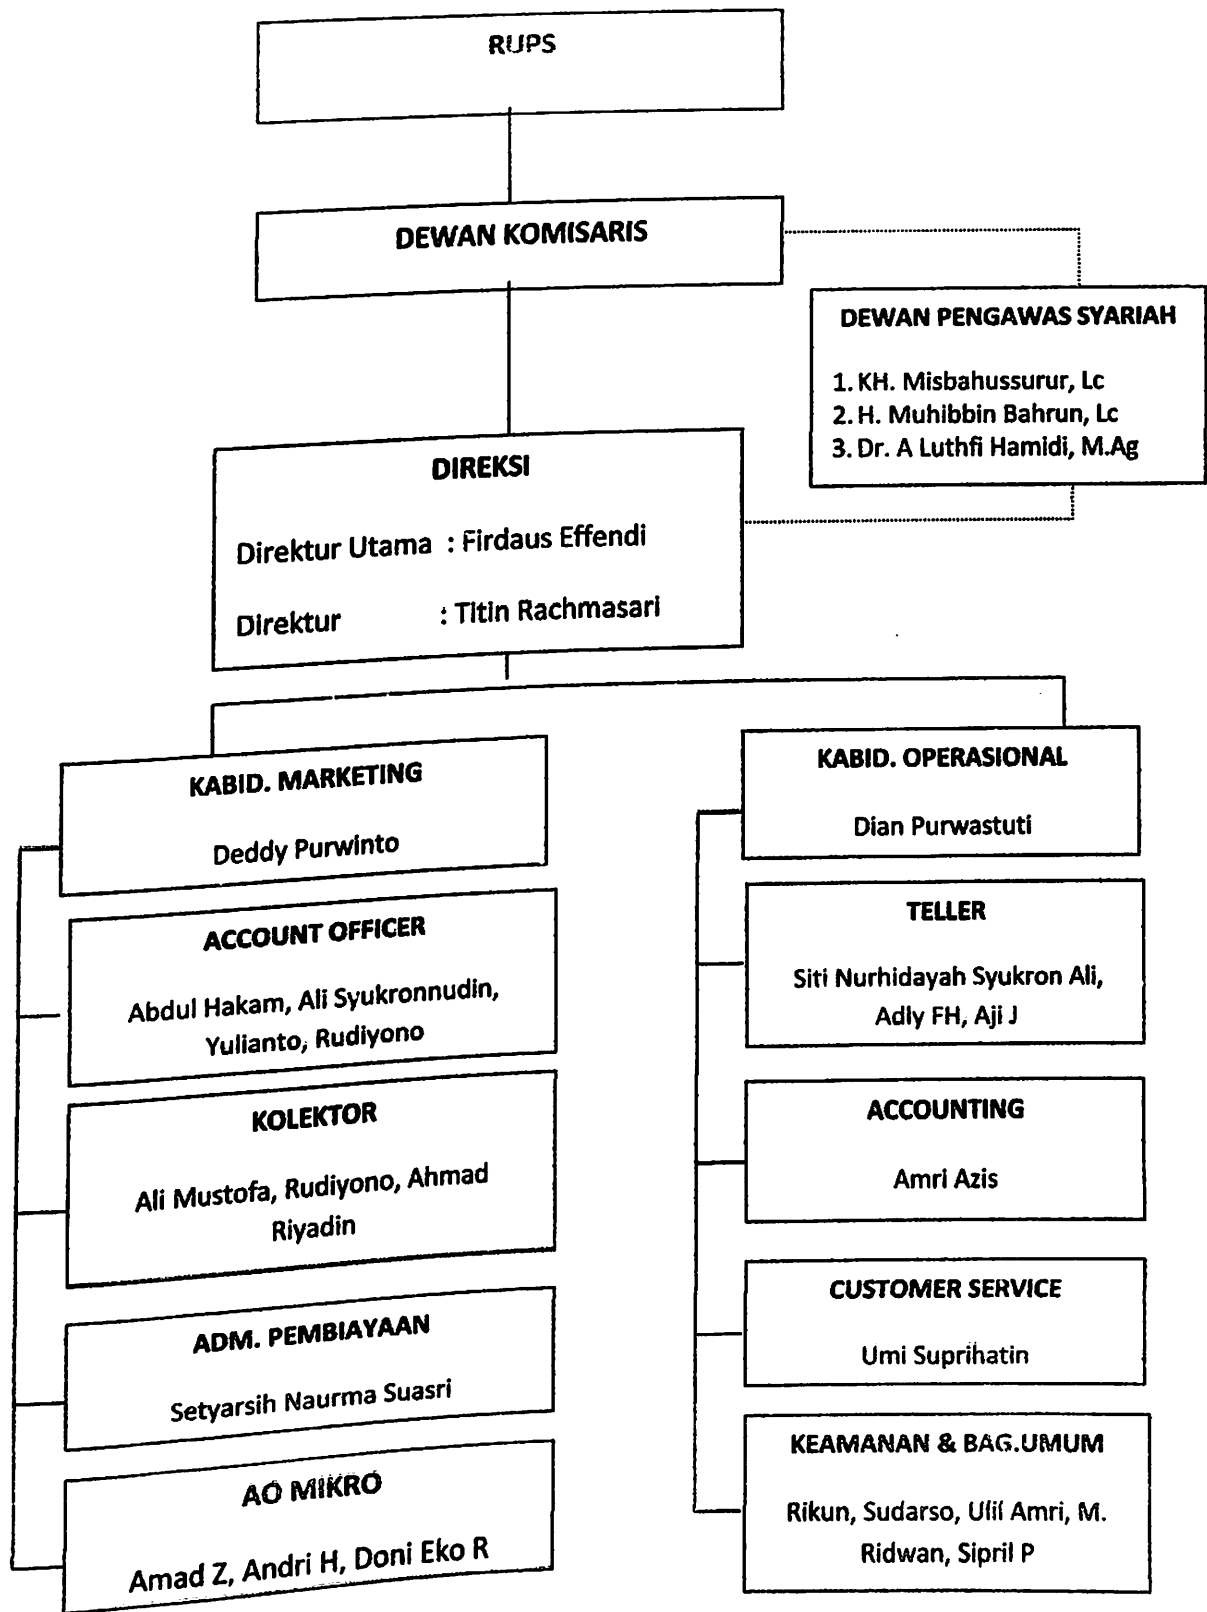 RUPS
DEWAN KOMISARIS
DEWAN PENGAWAS SYARIAH
1. KH. Misbahussurur, Lc
2. H. Muhibbin Bahrun, Lc
3. Dr. A Luthfi Hamidi, M.Ag
DIREKSI
Direktur Utama : Firdaus Effendi
Direktur : Titin Rachmasari
KABID. MARKETING
Deddy Purwinto
ACCOUNT OFFICER
Abdul Hakam, Ali Syukronnudin,
Yulianto, Rudiyono
KOLEKTOR
Ali Mustofa, Rudiyono, Ahmad
Riyadin
ADM. PEMBIAYAAN
Setyarsih Naurma Suasri
AO MIKRO
Amad Z, Andri H, Doni Eko R
KABID. OPERASIONAL
Dian Purwastuti
TELLER
Siti Nurhidayah Syukron Ali,
Adly FH, Aji J
ACCOUNTING
Amri Azis
CUSTOMER SERVICE
Umi Suprihatin
KEAMANAN & BAG.UMUM
Rikun, Sudarso, Ulil Amri, M.
Ridwan, Sipril P